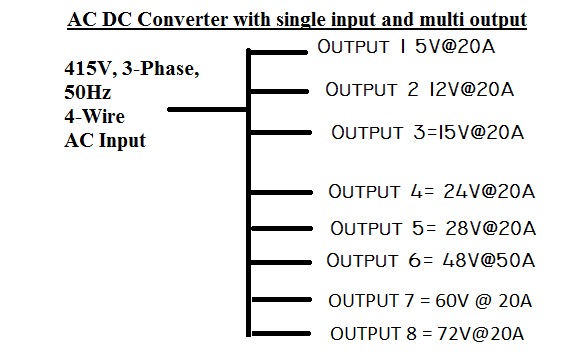 AC DC Converter with single input and multi output
415V, 3-Phase,
50Hz
4-Wire
AC Input
OUTPUT 1 5V@20A
OUTPUT 2 12V@20A
OUTPUT 3=15V@20A
OUTPUT 4= 24V@20A
OUTPUT 5= 28V@20A
OUTPUT 6= 48V@50A
OUTPUT 7 = 60V @ 20A
OUTPUT 8 = 72V@20A